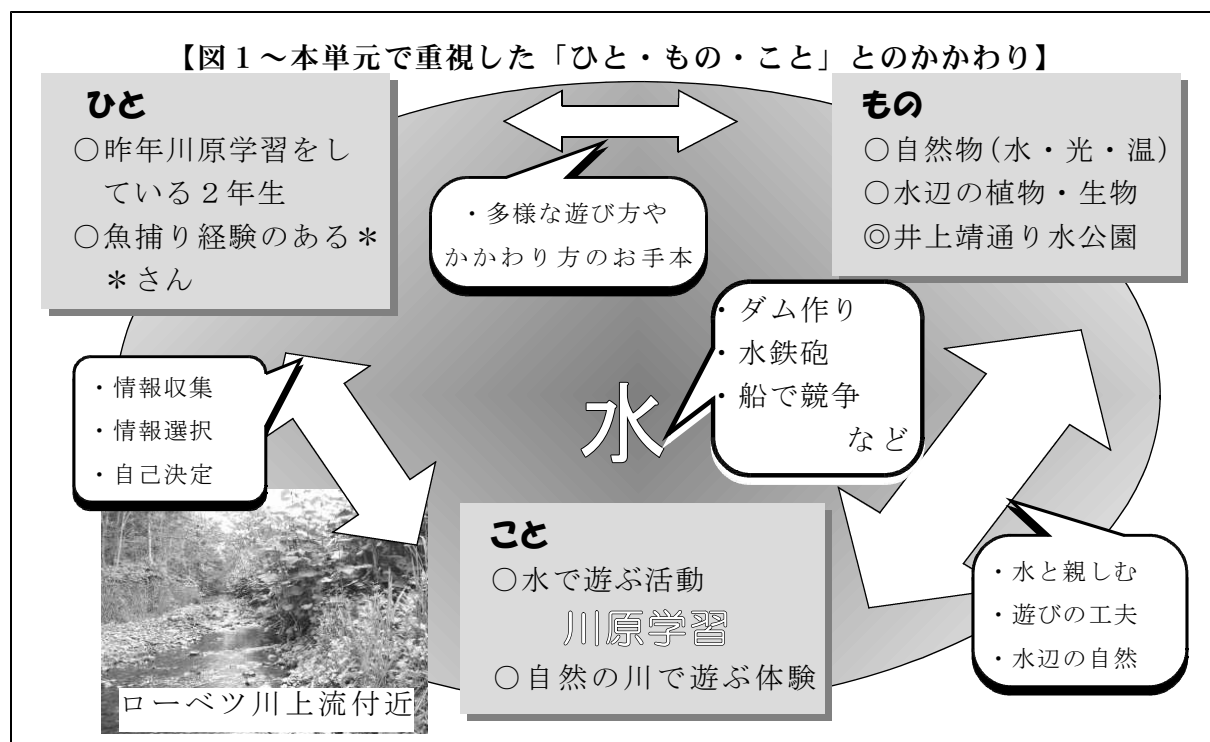 【図１～本単元で重視した「ひと・もの・こと」とのかかわり】
ひと
○昨年川原学習をし
ている２年生
○魚捕り経験のある＊
＊さん
もの
○自然物(水・光・温)
○水辺の植物・生物
◎井上靖通り水公園
・多様な遊び方や
かかわり方のお手本
・ダム作り
・水鉄砲
・船で競争
など
水
・情報収集
・情報選択
・自己決定
こと
○水で遊ぶ活動
川原学習
○自然の川で遊ぶ体験
・水と親しむ
・遊びの工夫
・水辺の自然
ローベツ川上流付近